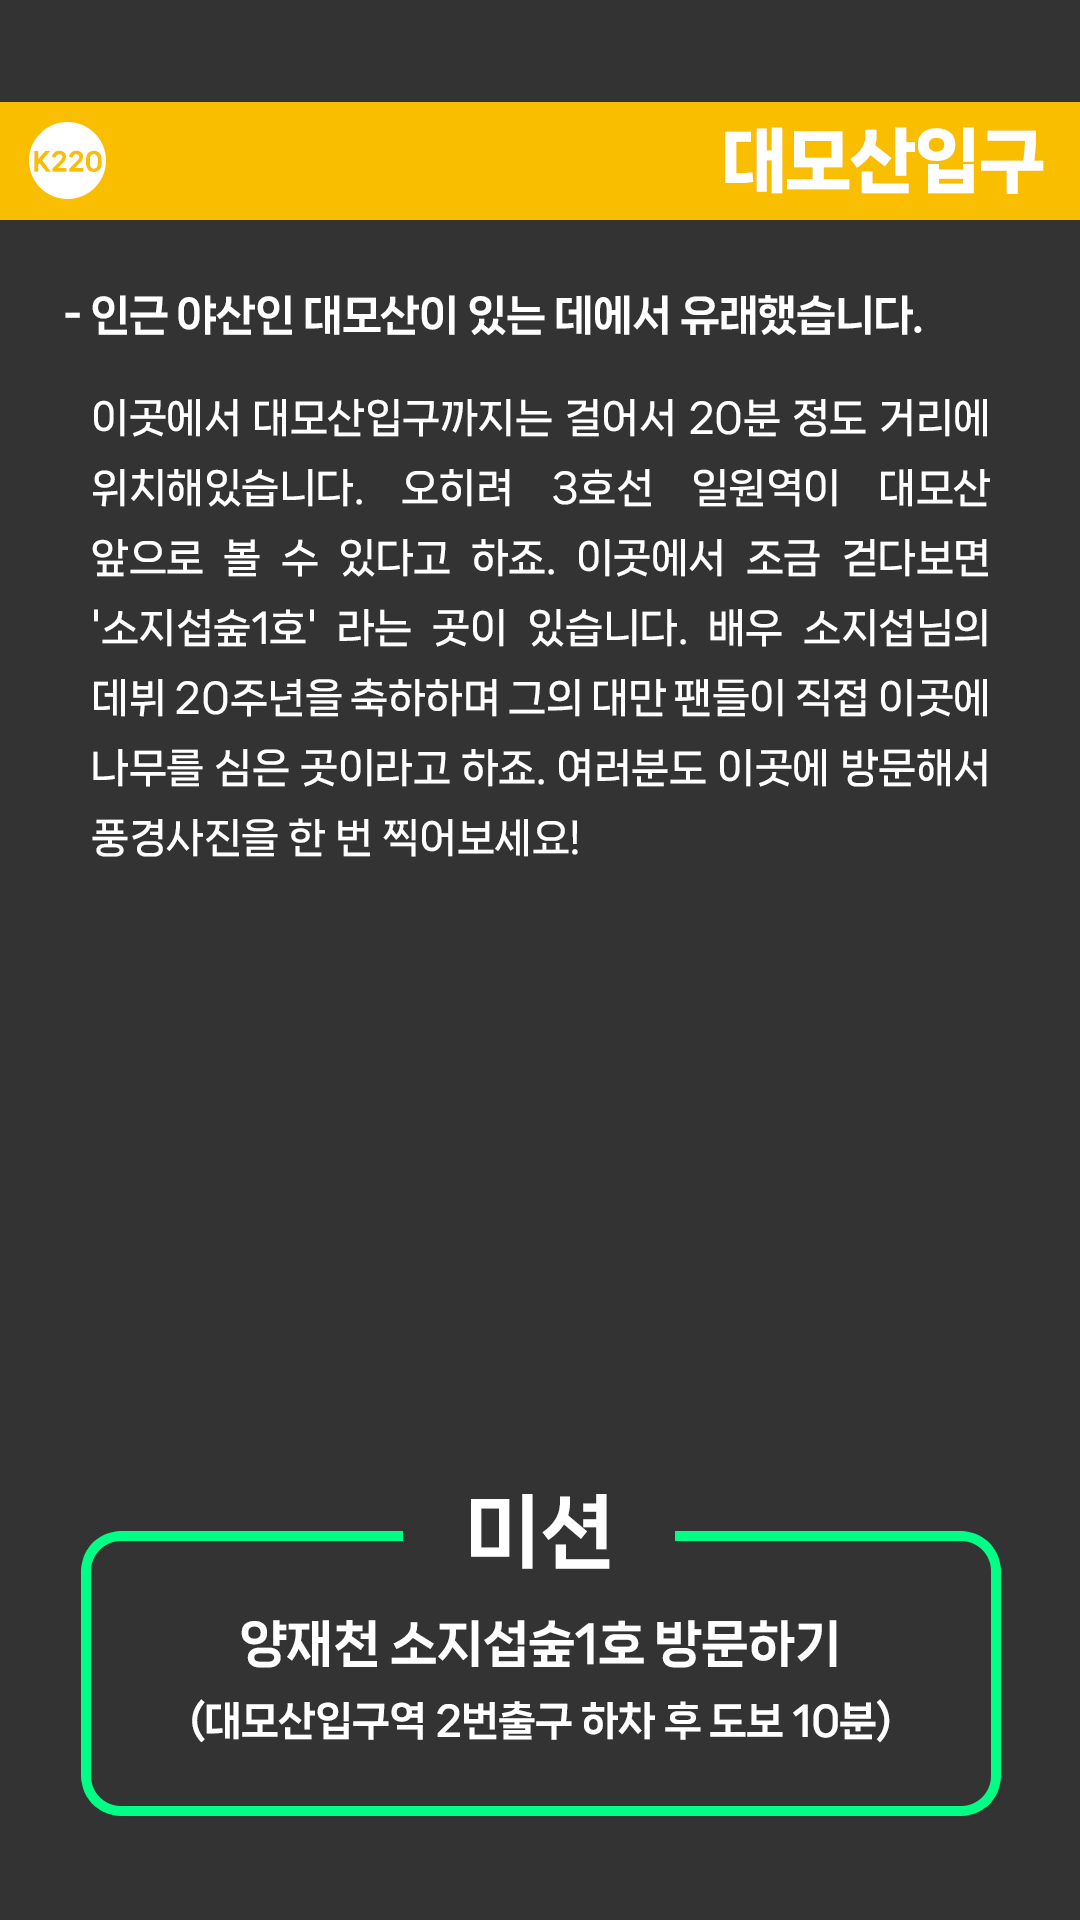 K220
대모산입구
- 인근 야산인 대모산이 있는 데에서 유래했습니다.
이곳에서 대모산입구까지는 걸어서 20분 정도 거리에
위치해있습니다. 오히려 3호선 일원역이 대모산
앞으로 볼 수 있다고 하죠. 이곳에서 조금 걷다보면
'소지섭숲1호' 라는 곳이 있습니다. 배우 소지섭님의
데뷔 20주년을 축하하며 그의 대만 팬들이 직접 이곳에
나무를 심은 곳이라고 하죠. 여러분도 이곳에 방문해서
풍경사진을 한 번 찍어보세요!
미션
양재천 소지섭숲1호 방문하기
(대모산입구역 2번출구 하차 후 도보 10분)